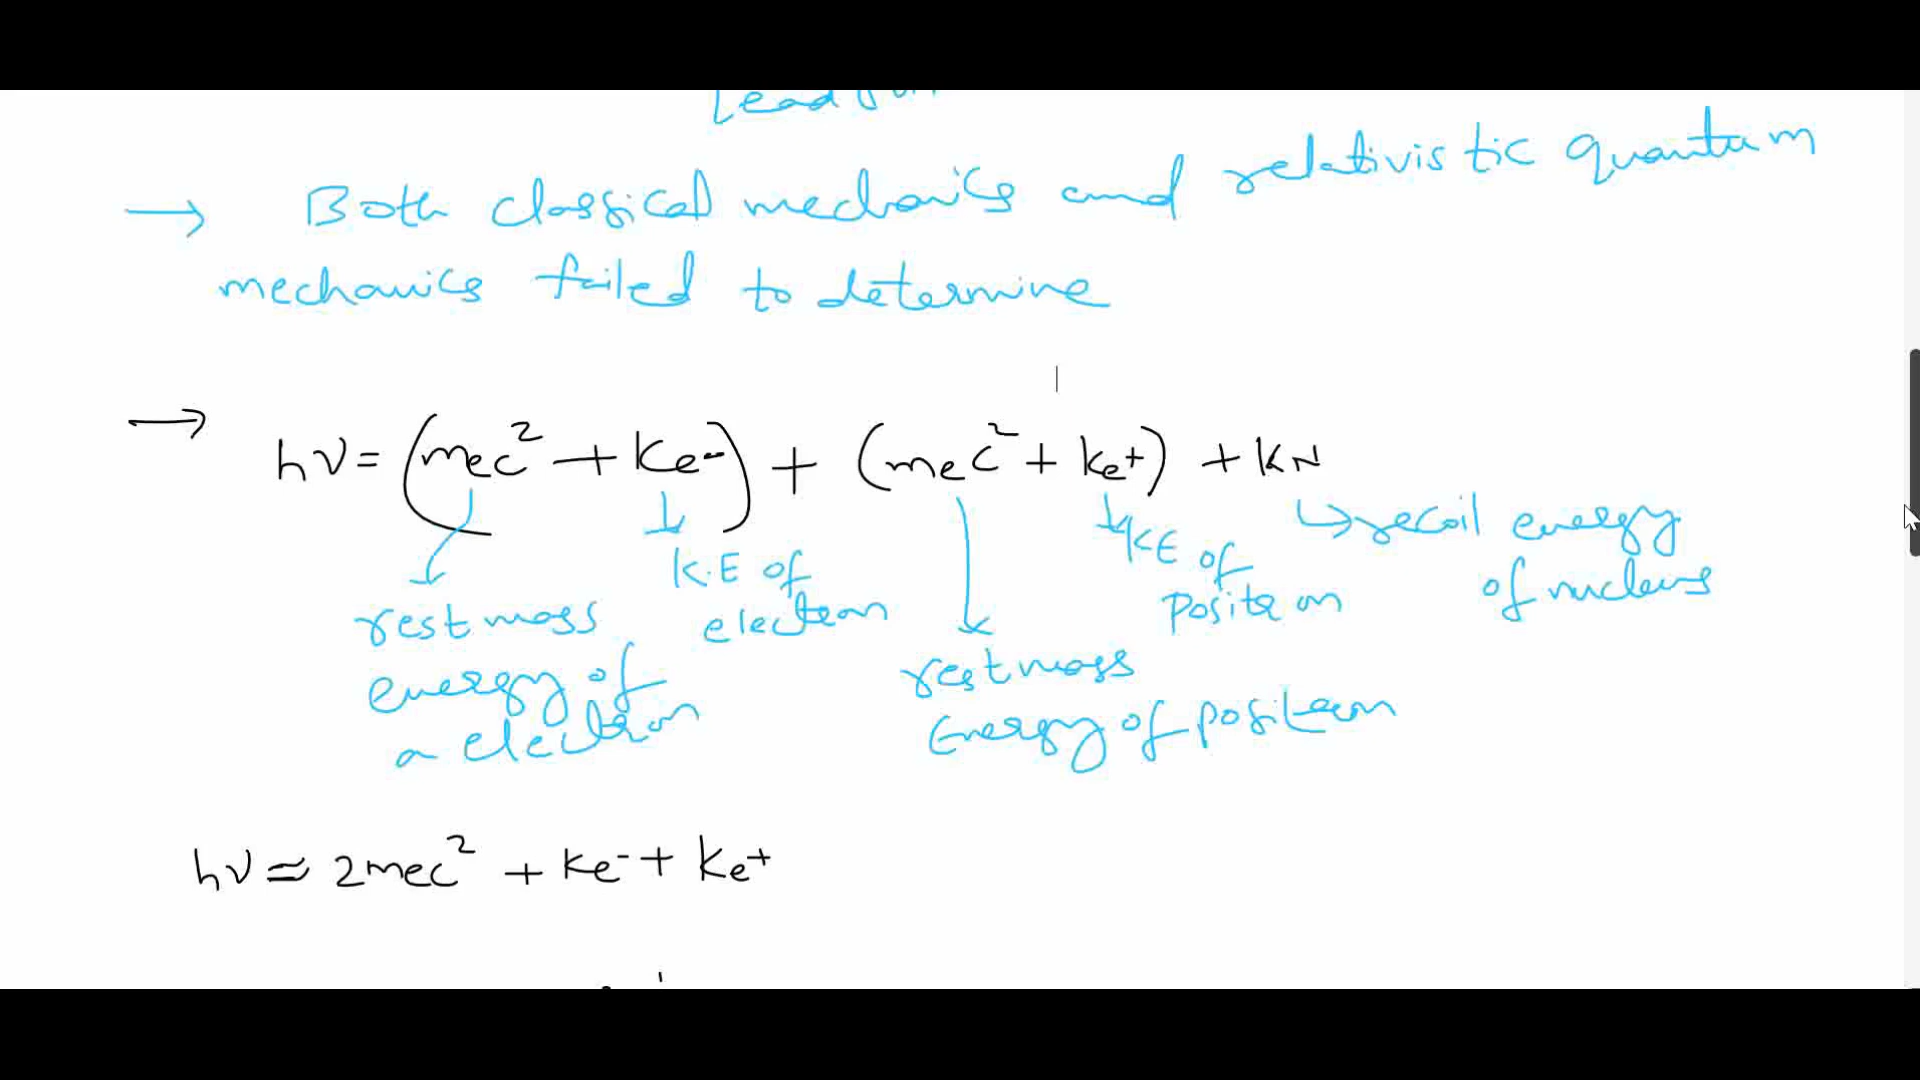 Lead
→ Both classical mechanics and relativistic quantum
mechanics failed to determine
→ hν = (mec² + Ke-) + (mec² + ke+) + KN
rest mass
energy of
a electron
K.E of
electron
rest mass
Energy of positron
KE of
positron
recoil energy
of nucleus
hν ≃ 2mec² + Ke- + Ke+